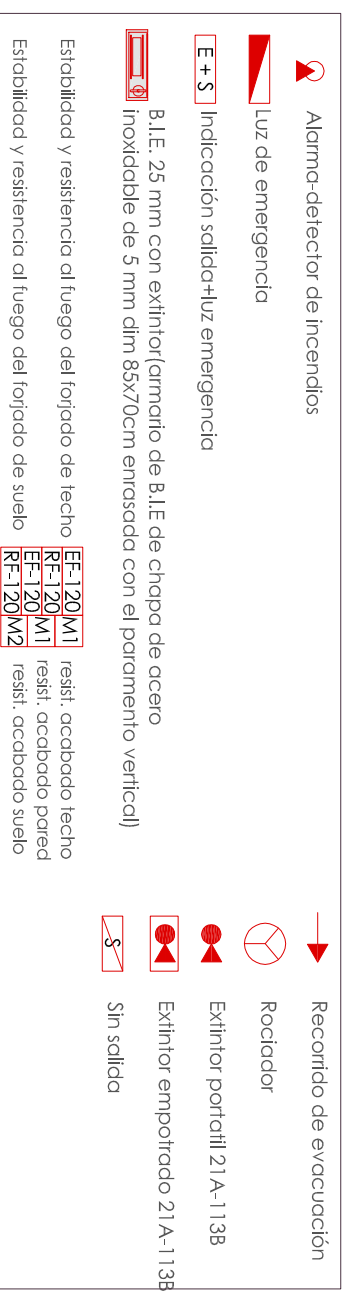 Alarma-detector de incendios
Luz de emergencia
E + S Indicación salida+luz emergencia
B.I.E. 25 mm con extintor(armario de B.I.E de chapa de acero
inoxidable de 5 mm dim 85x70cm enrasada con el paramento vertical)
Estabilidad y resistencia al fuego del forjado de techo EF-120 M1 resist. acabado techo
RF-120
EF-120 M1 resist. acabado pared
Estabilidad y resistencia al fuego del forjado de suelo RF-120 M2 resist. acabado suelo
Recorrido de evacuación
Rociador
Extintor portatil 21A-113B
Extintor empotrado 21A-113B
S Sin salida